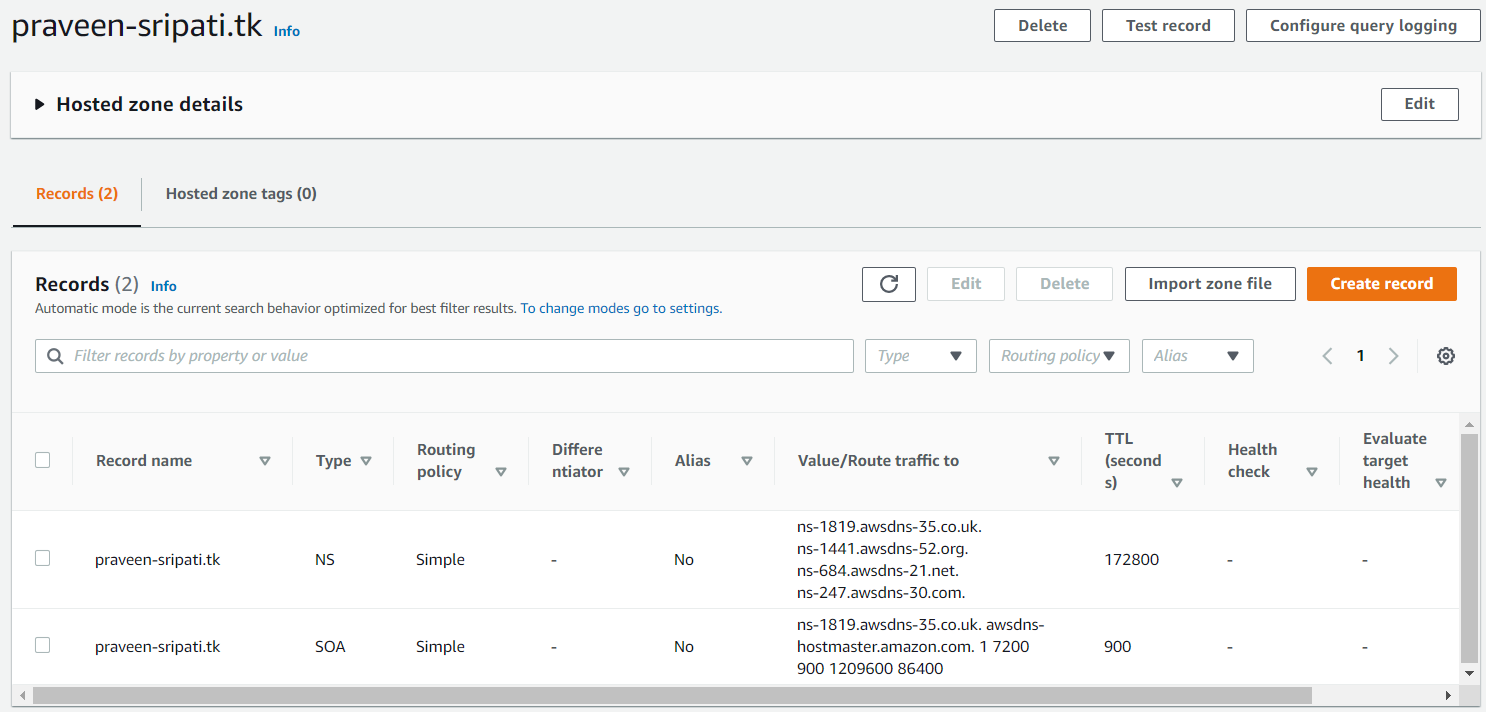 praveen-sripati.tk Info
Delete
Test record
Configure query logging
Hosted zone details
Edit
Records (2)
Hosted zone tags (0)
Records (2) Info
Edit
Delete
Import zone file
Create record
Automatic mode is the current search behavior optimized for best filter results. To change modes go to settings.
Filter records by property or value
Type
Routing policy
Alias
1
Record name
Type
Routing
policy
Differe
ntiator
Alias
Value/Route traffic to
TTL
(second
s)
Health
check
Evaluate
target
health
praveen-sripati.tk
NS
Simple
-
No
ns-1819.awsdns-35.co.uk.
ns-1441.awsdns-52.org.
ns-684.awsdns-21.net.
ns-247.awsdns-30.com.
172800
-
-
praveen-sripati.tk
SOA
Simple
-
No
ns-1819.awsdns-35.co.uk. awsdns-
hostmaster.amazon.com. 1 7200
900 1209600 86400
900
-
-